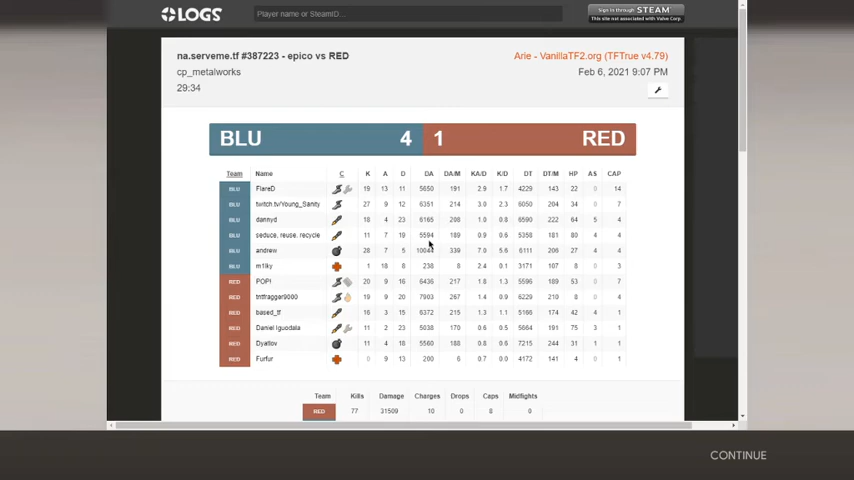 LOGS Player name or SteamID... Sign in through STEAM
This site not associated with Valve Corp.
na.serveme.tf #387223 - epico vs RED Arie - VanillaTF2.org (TFTrue v4.79)
cp_metalworks Feb 6, 2021 9:07 PM
29:34
BLU 4 1 RED
Team Name C K A D DA DA/M KA/D K/D DT DT/M HP AS CAP
BLU FlareD 19 13 11 5650 191 2.9 1.7 4229 143 22 0 14
BLU twitch.tv/Young_Sanity 27 9 12 6351 214 3.0 2.3 6050 204 34 0 7
BLU dannyd 18 4 23 6165 208 1.0 0.8 6590 222 64 5 4
BLU seduce, reuse, recycle 11 7 19 5594 189 0.9 0.6 5358 181 80 4 4
BLU andrew 28 7 5 10044 339 7.0 5.6 6111 206 27 4 4
BLU m1lky 1 18 8 238 8 2.4 0.1 3171 107 8 0 3
RED POP! 20 9 16 6436 217 1.8 1.3 5596 189 53 0 7
RED tntfragger9000 19 9 20 7903 267 1.4 0.9 6229 210 8 0 4
RED based_tf 16 3 15 6372 215 1.3 1.1 5166 174 42 4 1
RED Daniel Iguodala 11 2 23 5038 170 0.6 0.5 5664 191 75 3 1
RED Dyatlov 11 4 18 5560 188 0.8 0.6 7215 244 31 1 1
RED Furfur 0 9 13 200 6 0.7 0.0 4172 141 4 0 1
Team Kills Damage Charges Drops Caps Midfights
RED 77 31509 10 0 8 0
CONTINUE